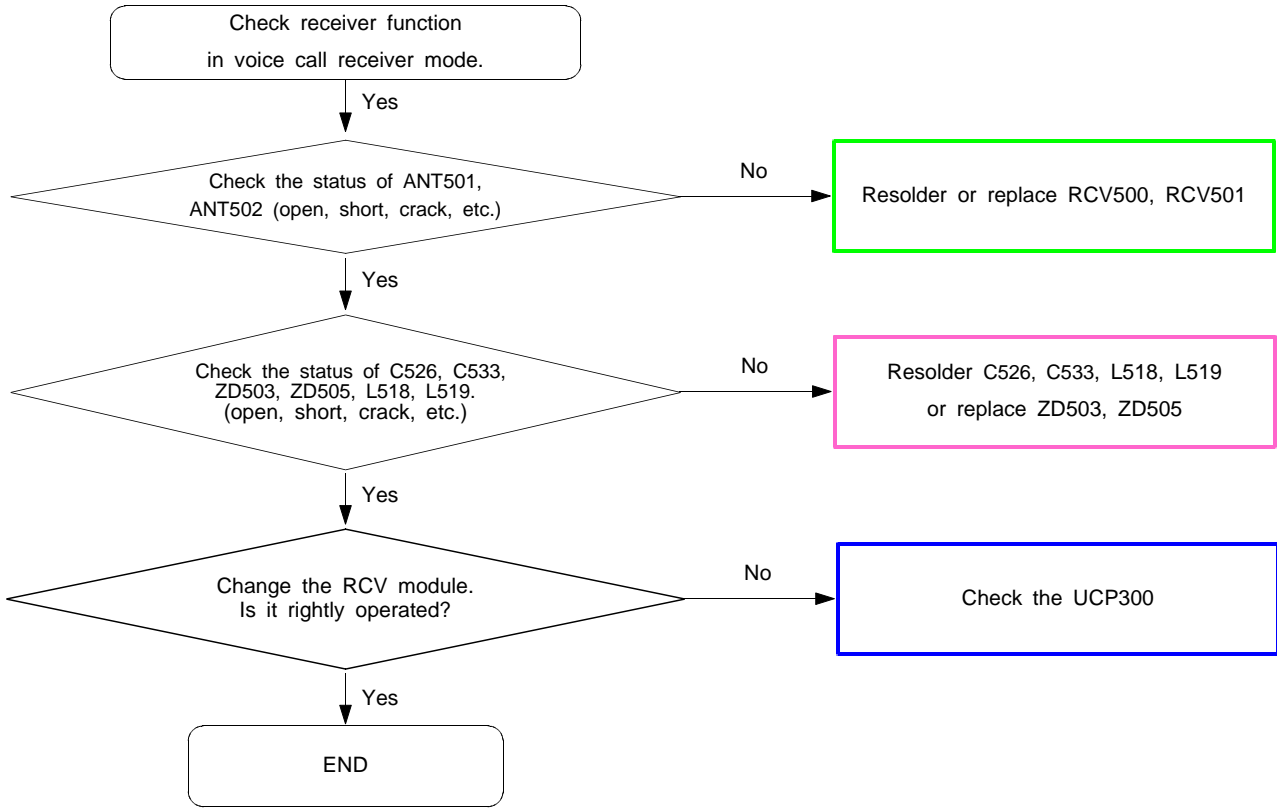 Check receiver function
in voice call receiver mode.
Yes
Check the status of ANT501,
ANT502 (open, short, crack, etc.)
No
Resolder or replace RCV500, RCV501
Yes
Check the status of C526, C533,
ZD503, ZD505, L518, L519.
(open, short, crack, etc.)
No
Resolder C526, C533, L518, L519
or replace ZD503, ZD505
Yes
Change the RCV module.
Is it rightly operated?
No
Check the UCP300
Yes
END